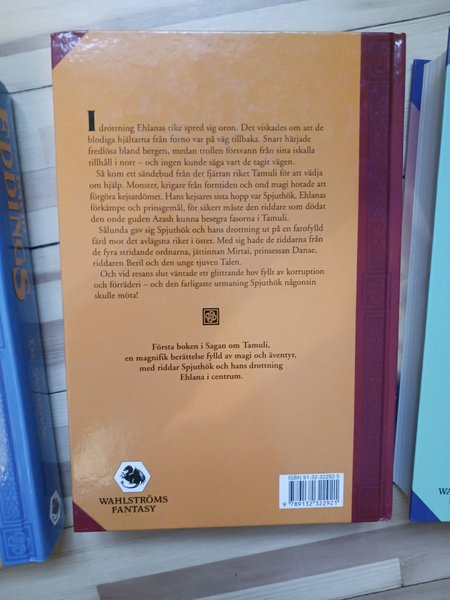 I drottning Ehlanas rike spred sig oron. Det viskades om att de
blodiga hjältarna från forno var på väg tillbaka. Snart härjade
fredlösa bland bergen, medan trollen försvann från sina iskalla
tillhåll i norr – och ingen kunde säga vart de tagit vägen.
Så kom ett sändebud från det fjärran riket Tamuli för att vädja
om hjälp. Monster, krigare från forntiden och ond magi hotade att
förgöra kejsardömet. Hans kejsares sista hopp var Spjuthök, Ehlanas
förkämpe och prinsgemål, för säkert måste den riddare som dödat
den onde guden Azash kunna besegra fasorna i Tamuli.
Sålunda gav sig Spjuthök och hans drottning ut på en farofylld
färd mot det avlägsna riket i öster. Med sig hade de riddarna från
de fyra stridande ordnarna, jättinnan Mirtai, prinsessan Danae,
riddaren Beril och den unge tjuven Talen.
Och vid resans slut väntade ett glittrande hov fyllt av korruption
och förräderi – och den farligaste utmaning Spjuthök någonsin
skulle möta!
Första boken i Sagan om Tamuli,
en magnifik berättelse fylld av magi och äventyr,
med riddar Spjuthök och hans drottning
Ehlana i centrum.
WAHLSTRÖMS
FANTASY
ISBN 91-32-32292-5
9 789132 322921
EDDINGS